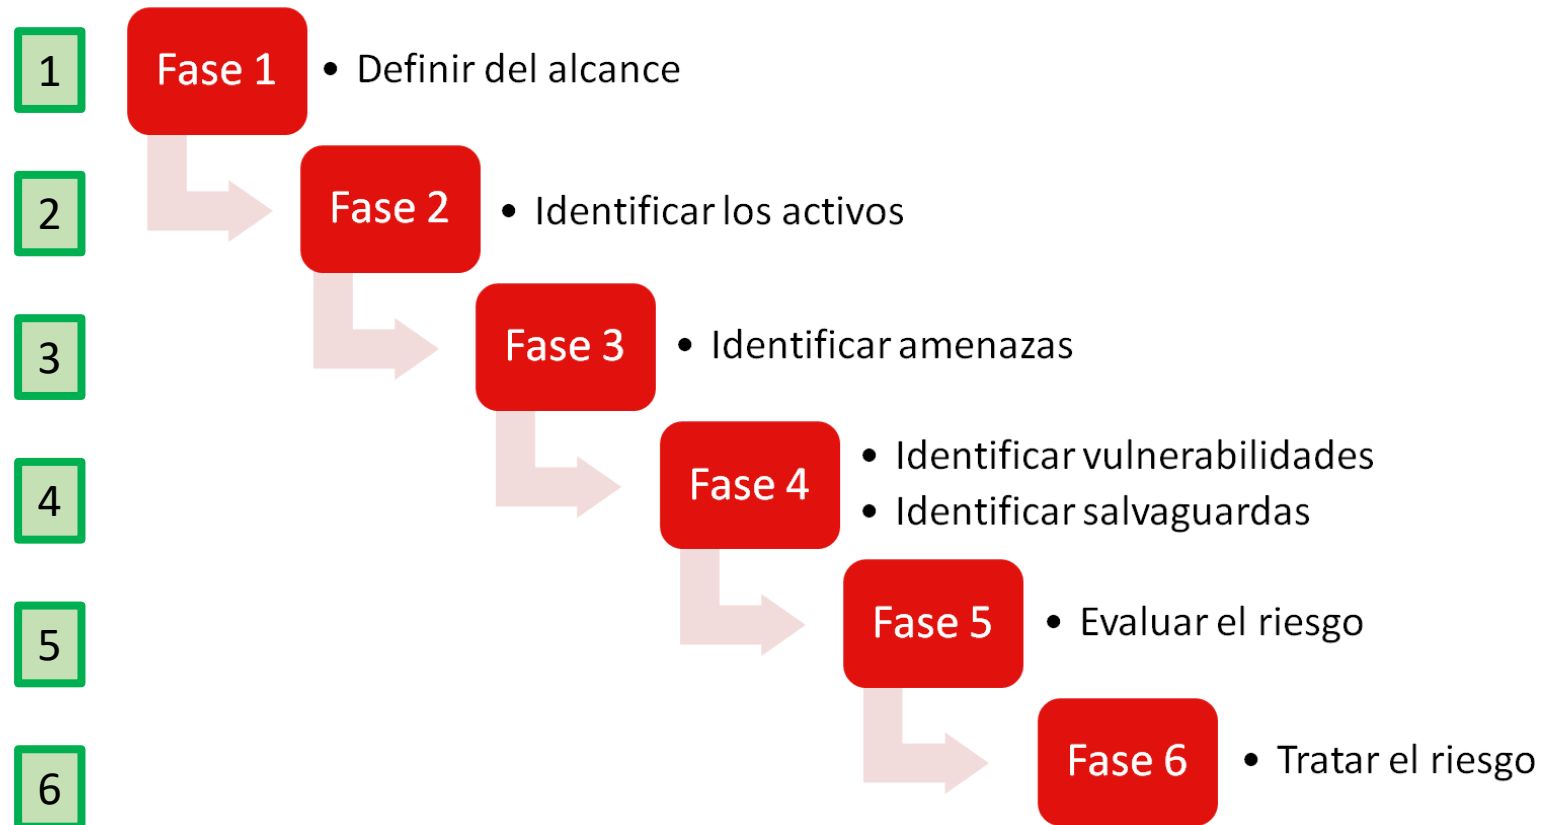 1
Fase 1
• Definir del alcance
2
Fase 2
• Identificar los activos
3
Fase 3
• Identificar amenazas
4
Fase 4
• Identificar vulnerabilidades
• Identificar salvaguardas
5
Fase 5
• Evaluar el riesgo
6
Fase 6
• Tratar el riesgo